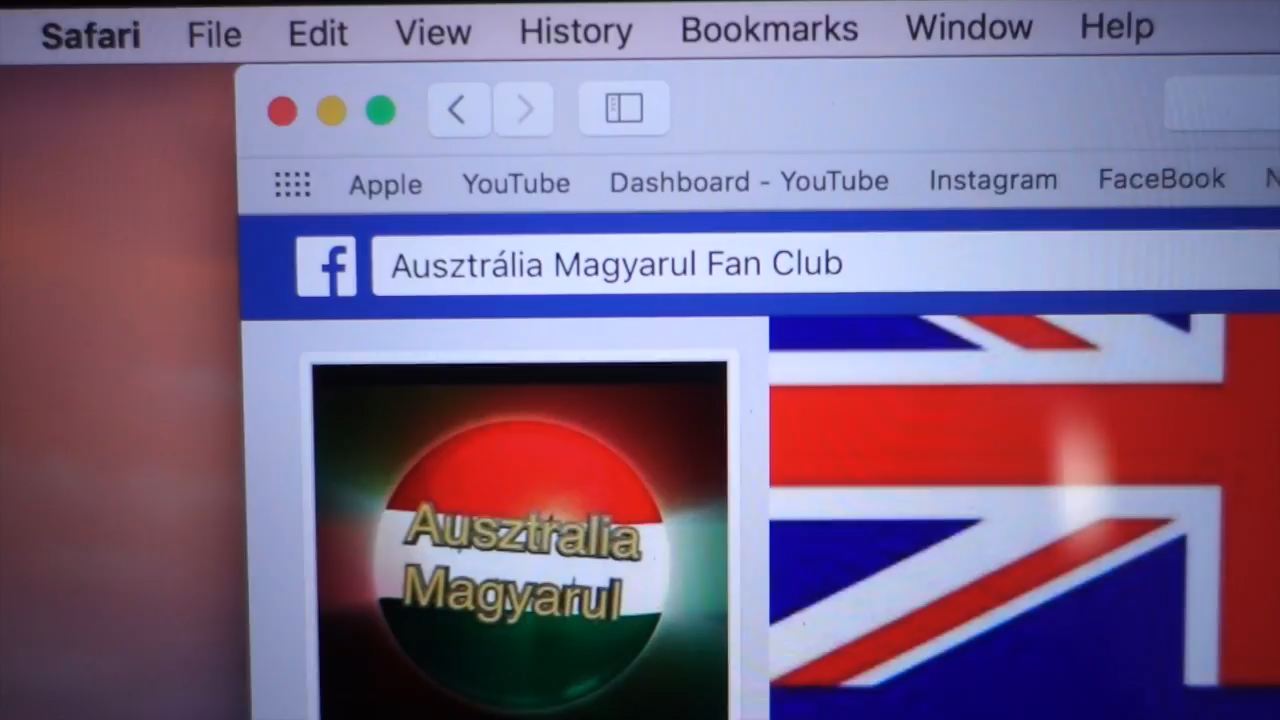 Safari File Edit View History Bookmarks Window Help
Apple YouTube Dashboard - YouTube Instagram FaceBook N
f Ausztrália Magyarul Fan Club
Ausztralia
Magyarul